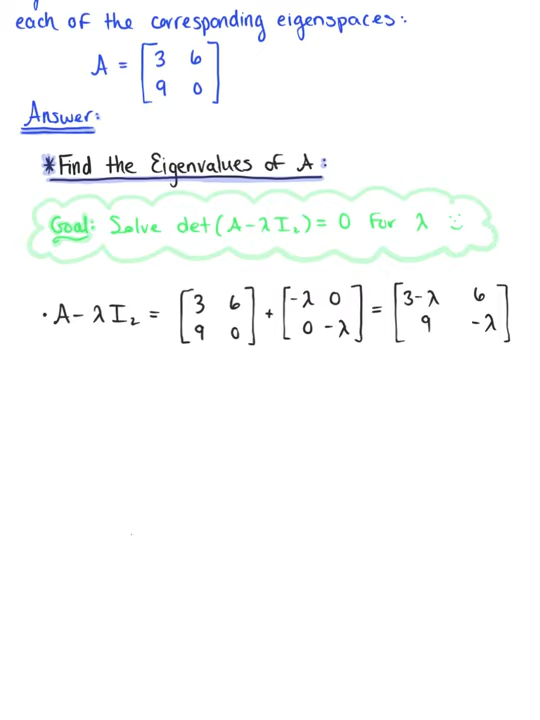 each of the corresponding eigenspaces:
A = [3 6
9 0]
Answer:
*Find the Eigenvalues of A:
Goal: Solve det(A-λI₂) = 0 For λ :)
· A - λI₂ = [3 6 + [-λ 0 = [3-λ 6
9 0] 0 -λ] 9 -λ]